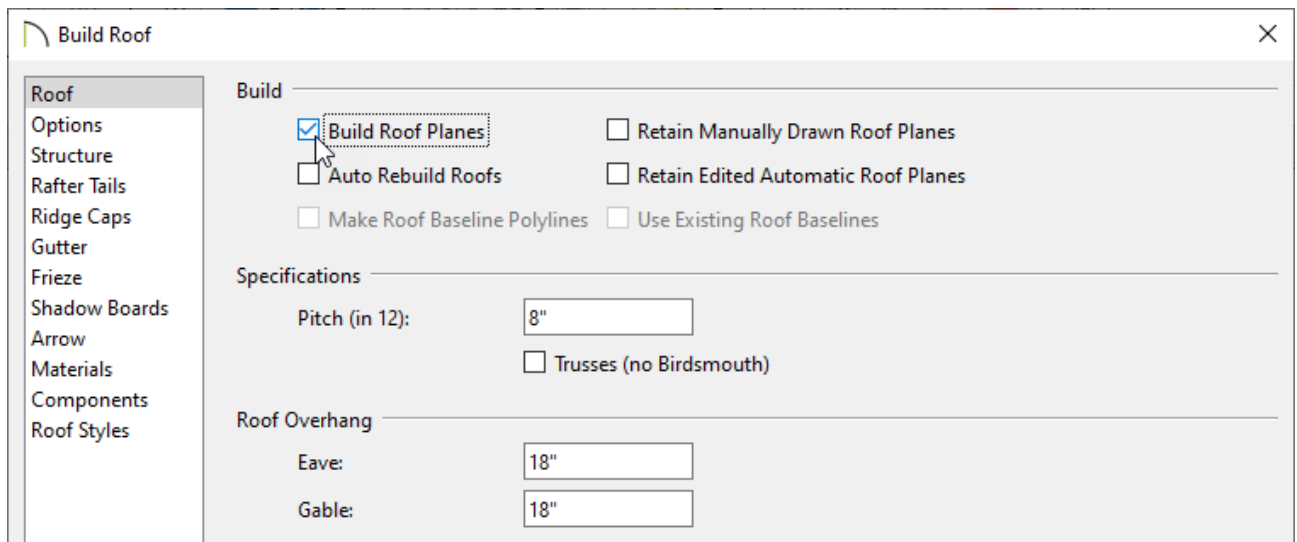 Build Roof
Roof
Options
Structure
Rafter Tails
Ridge Caps
Gutter
Frieze
Shadow Boards
Arrow
Materials
Components
Roof Styles
Build
Build Roof Planes
Retain Manually Drawn Roof Planes
Auto Rebuild Roofs
Retain Edited Automatic Roof Planes
Make Roof Baseline Polylines
Use Existing Roof Baselines
Specifications
Pitch (in 12):
8"
Trusses (no Birdsmouth)
Roof Overhang
Eave:
18"
Gable:
18"